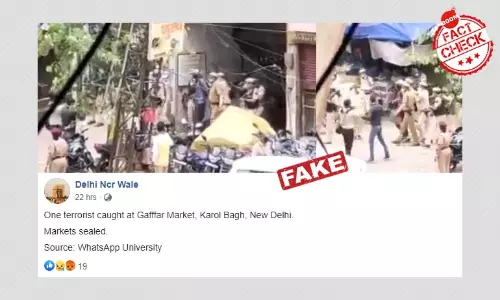 BOOM
FACT
CHECK
FAKE
Delhi Ncr Wale
22 hrs ·
One terrorist caught at Gafffar Market, Karol Bagh, New Delhi.
Markets sealed.
Source: WhatsApp University
19